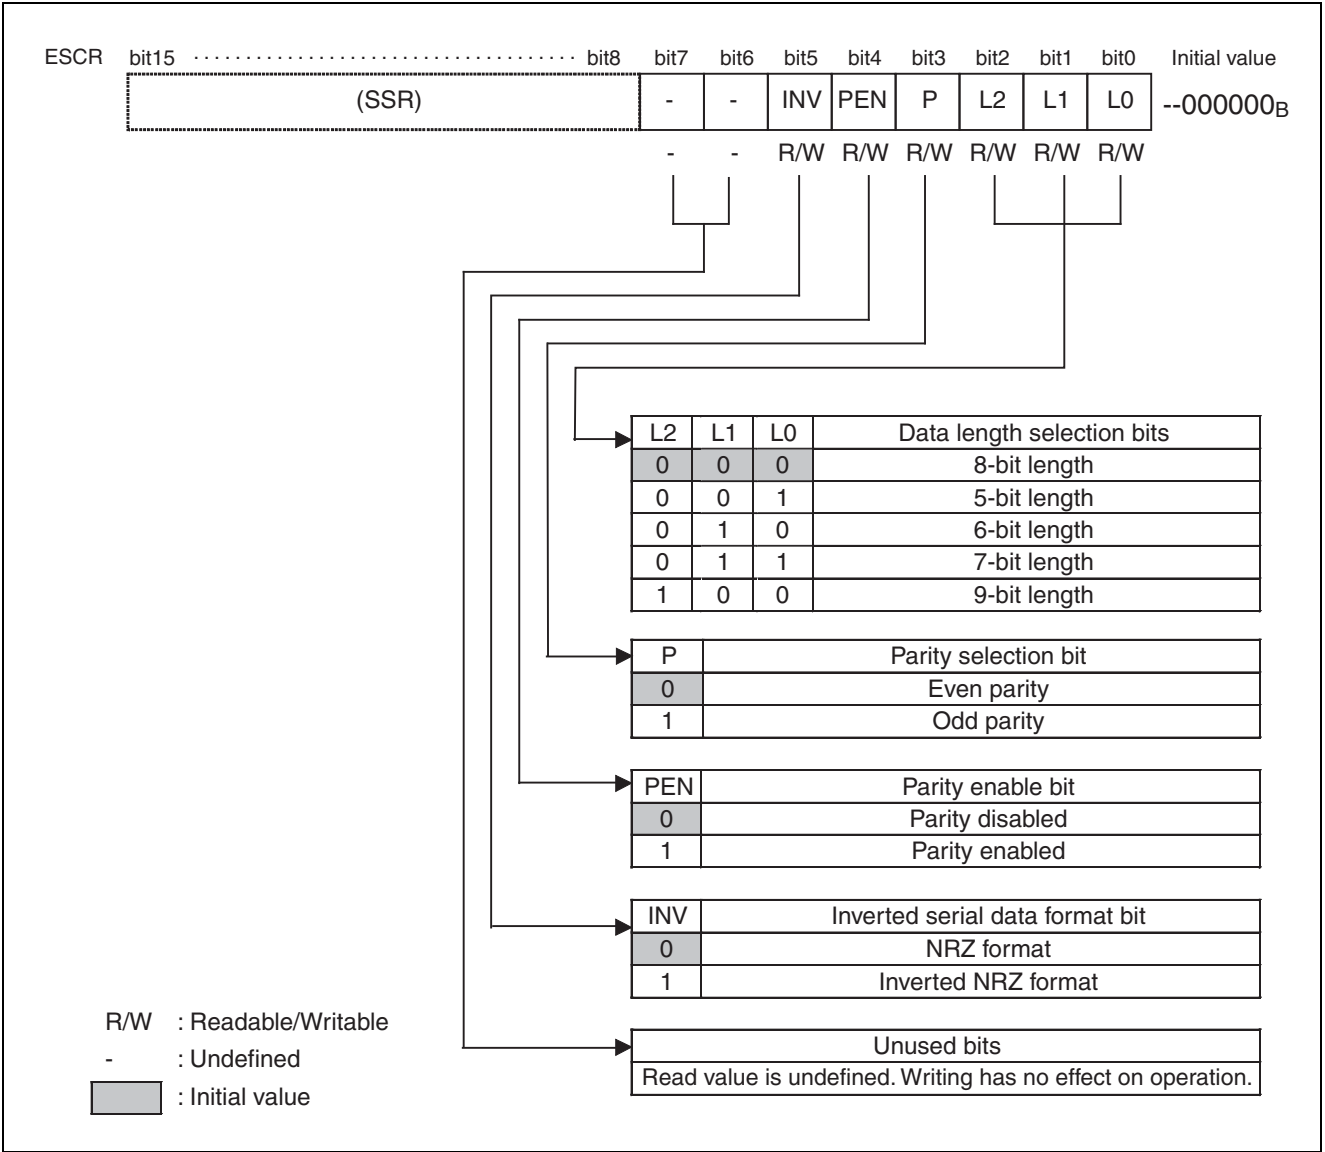 ESCR bit15 ..................................... bit8 bit7 bit6 bit5 bit4 bit3 bit2 bit1 bit0 Initial value
(SSR) - - INV PEN P L2 L1 L0 --000000B
- - R/W R/W R/W R/W R/W R/W
L2 L1 L0 Data length selection bits
0 0 0 8-bit length
0 0 1 5-bit length
0 1 0 6-bit length
0 1 1 7-bit length
1 0 0 9-bit length
P Parity selection bit
0 Even parity
1 Odd parity
PEN Parity enable bit
0 Parity disabled
1 Parity enabled
INV Inverted serial data format bit
0 NRZ format
1 Inverted NRZ format
Unused bits
Read value is undefined. Writing has no effect on operation.
R/W : Readable/Writable
- : Undefined
: Initial value